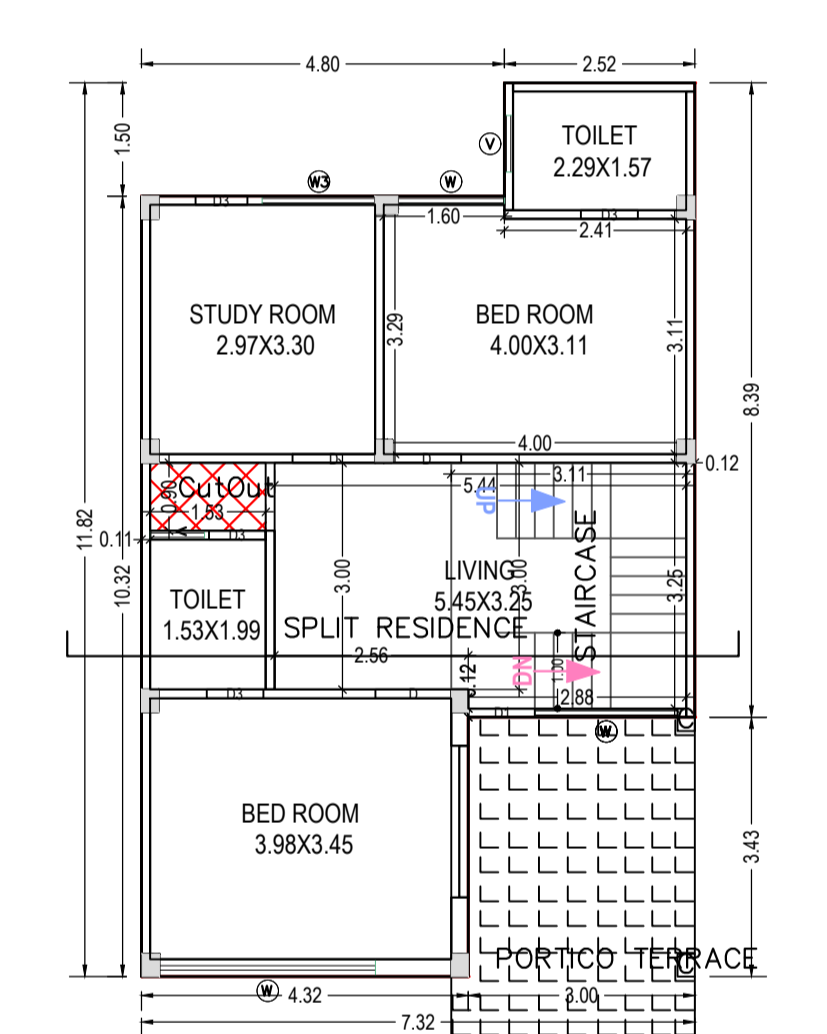 4.80
2.52
1.50
TOILET
2.29X1.57
V
W3
W
D3
1.60
D3
2.41
STUDY ROOM
2.97X3.30
BED ROOM
4.00X3.11
3.29
3.11
8.39
4.00
D
D
0.12
3.11
5.44
CutOut
0.90
1.53
UP
11.82
10.32
0.11
D3
3.00
LIVING
5.45X3.25
3.00
STAIRCASE
3.25
TOILET
1.53X1.99
SPLIT RESIDENCE
2.56
0.12
1.00
DN
2.88
D3
D
D1
W
BED ROOM
3.98X3.45
3.43
PORTICO TERRACE
W
4.32
3.00
7.32